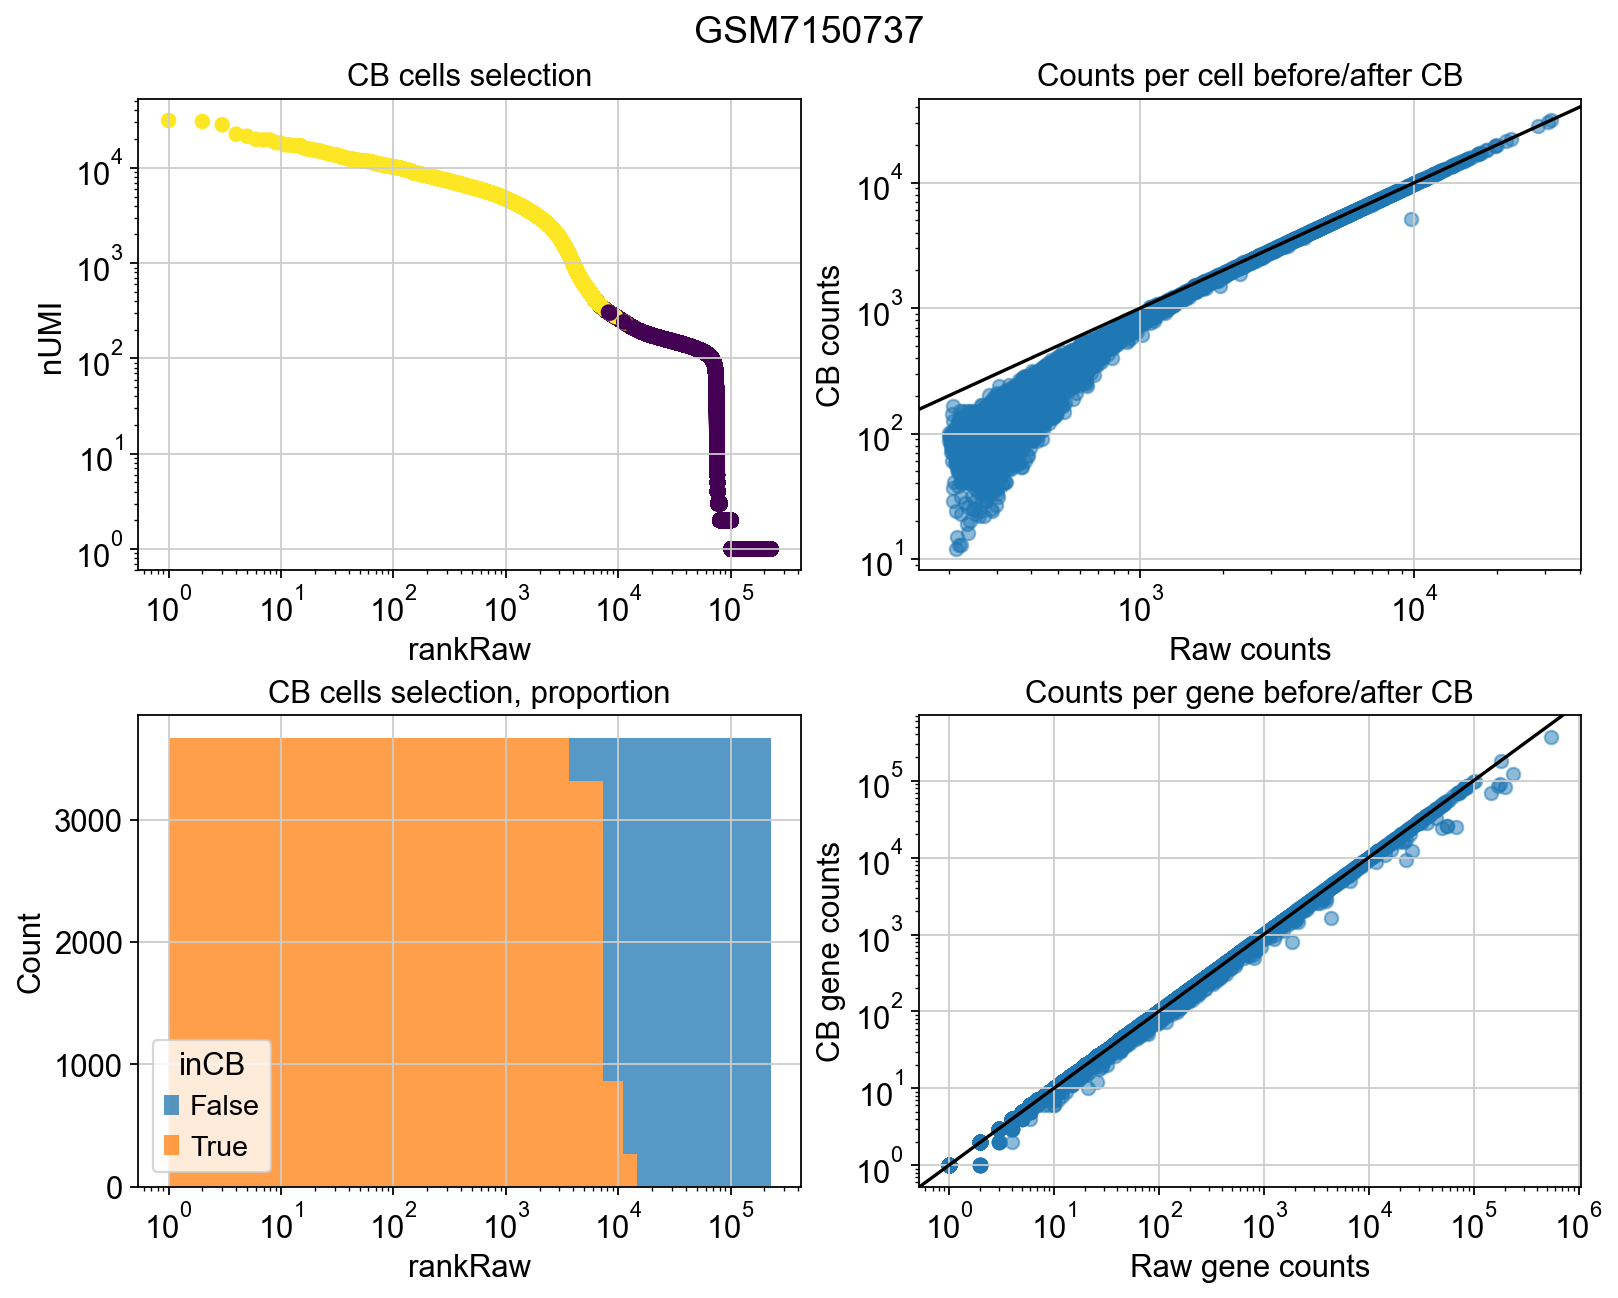 GSM7150737
CB cells selection
nUMI
10^4
10^3
10^2
10^1
10^0
10^0 10^1 10^2 10^3 10^4 10^5
rankRaw
Counts per cell before/after CB
CB counts
10^4
10^3
10^2
10^1
10^3 10^4
Raw counts
CB cells selection, proportion
Count
3000
2000
1000
0
inCB
False
True
10^0 10^1 10^2 10^3 10^4 10^5
rankRaw
Counts per gene before/after CB
CB gene counts
10^5
10^4
10^3
10^2
10^1
10^0
10^0 10^1 10^2 10^3 10^4 10^5 10^6
Raw gene counts